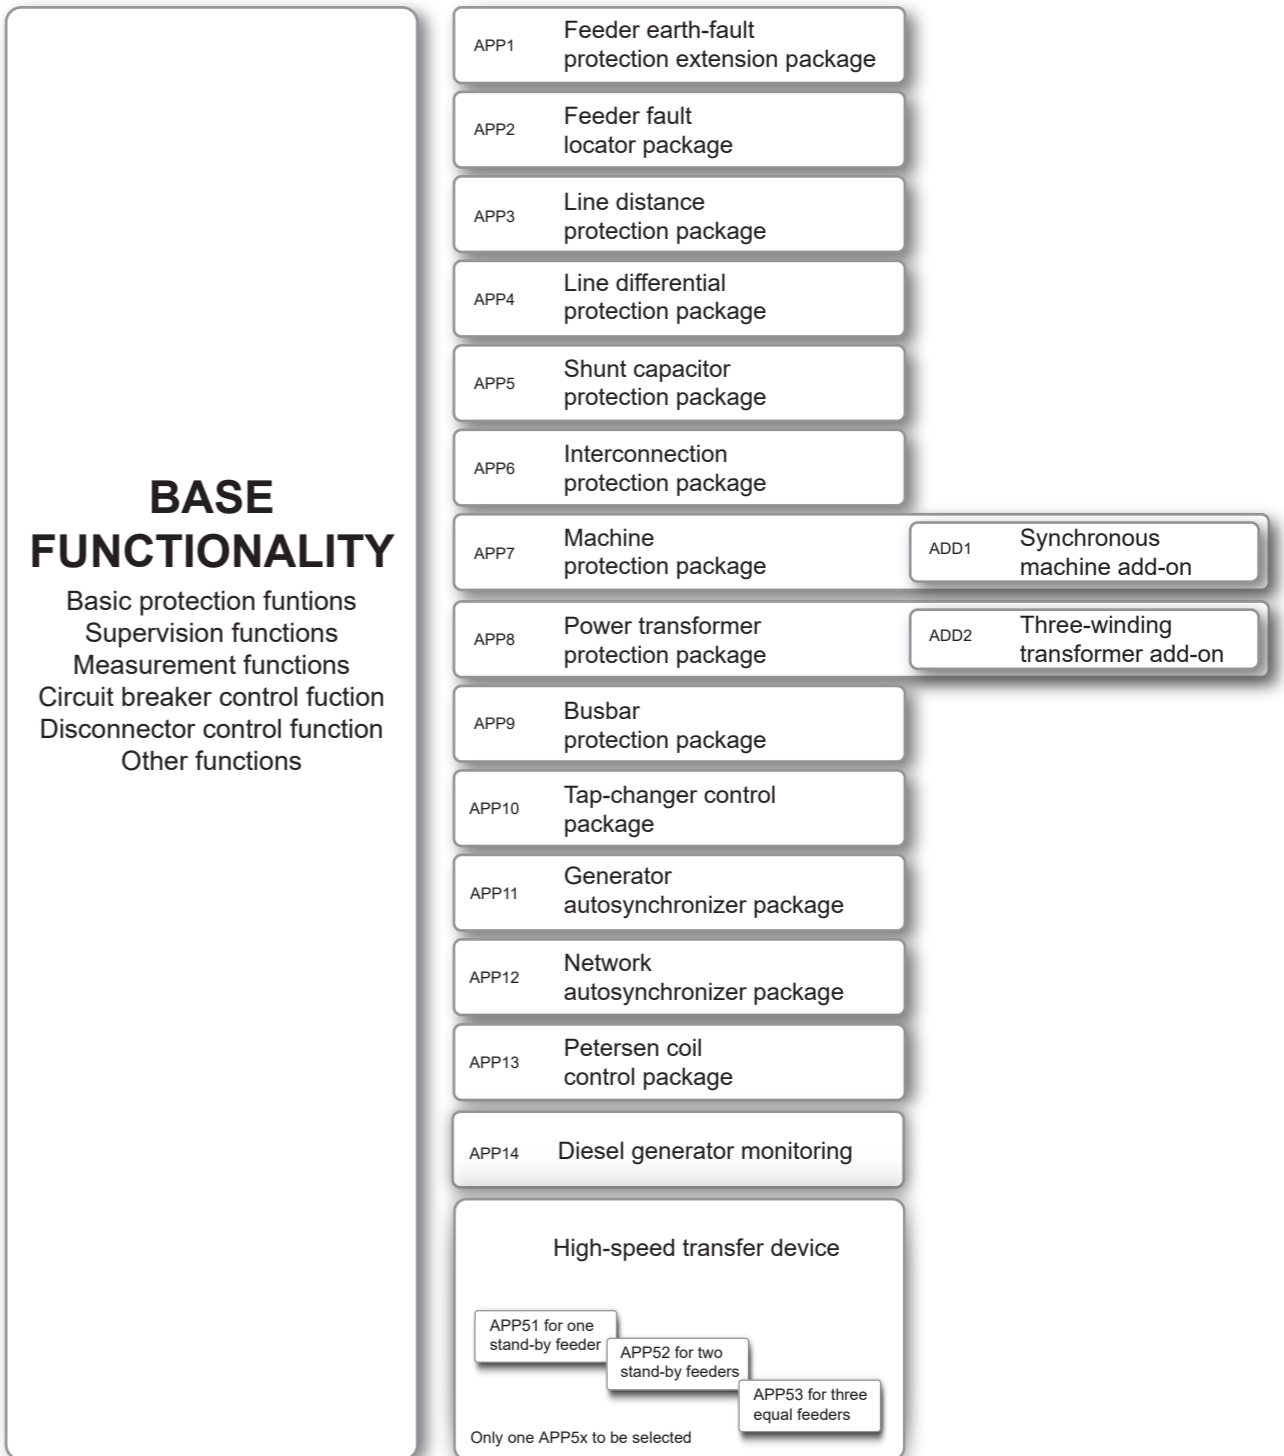 BASE
FUNCTIONALITY
Basic protection funtions
Supervision functions
Measurement functions
Circuit breaker control fuction
Disconnector control function
Other functions
APP1
Feeder earth-fault
protection extension package
APP2
Feeder fault
locator package
APP3
Line distance
protection package
APP4
Line differential
protection package
APP5
Shunt capacitor
protection package
APP6
Interconnection
protection package
APP7
Machine
protection package
ADD1
Synchronous
machine add-on
APP8
Power transformer
protection package
ADD2
Three-winding
transformer add-on
APP9
Busbar
protection package
APP10
Tap-changer control
package
APP11
Generator
autosynchronizer package
APP12
Network
autosynchronizer package
APP13
Petersen coil
control package
APP14
Diesel generator monitoring
High-speed transfer device
APP51 for one
stand-by feeder
APP52 for two
stand-by feeders
APP53 for three
equal feeders
Only one APP5x to be selected